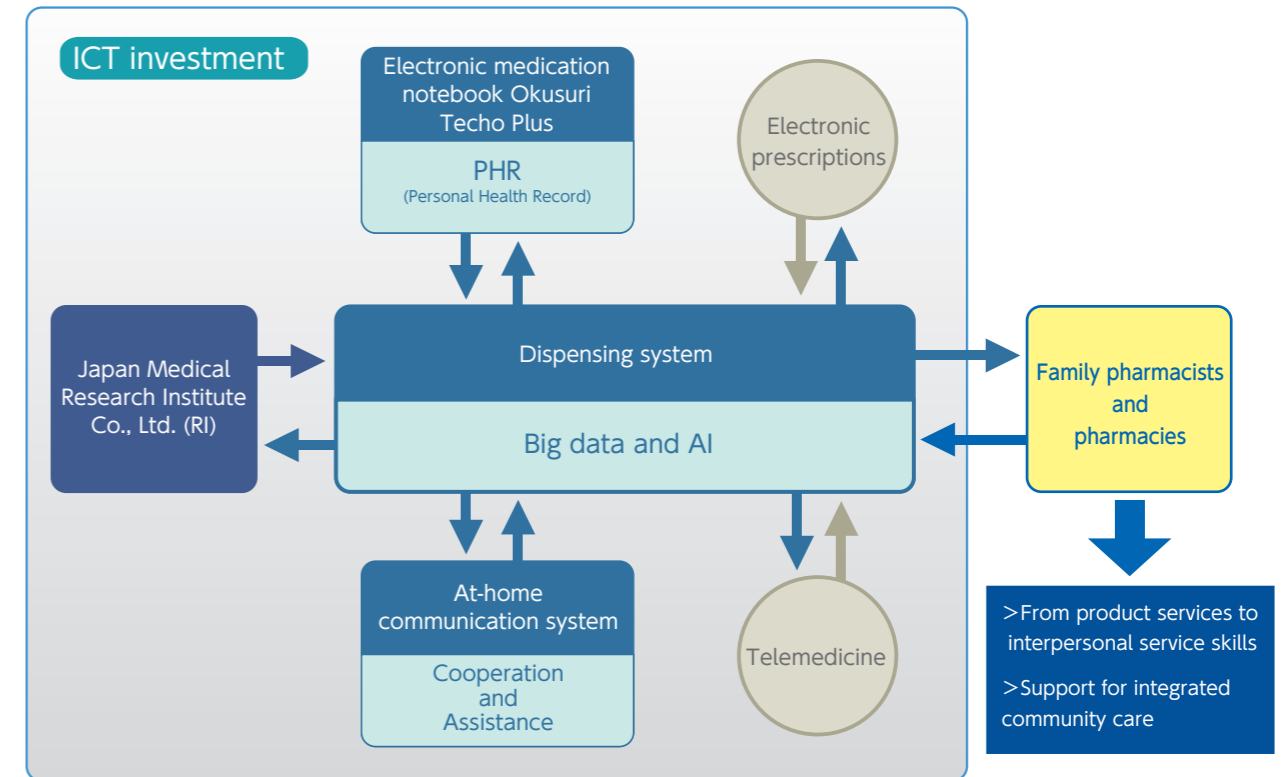 ICT investment
Electronic medication
notebook Okusuri
Techo Plus
PHR
(Personal Health Record)
Electronic
prescriptions
Japan Medical
Research Institute
Co., Ltd. (RI)
Dispensing system
Big data and AI
Family pharmacists
and
pharmacies
At-home
communication system
Cooperation
and
Assistance
Telemedicine
>From product services to
interpersonal service skills
>Support for integrated
community care